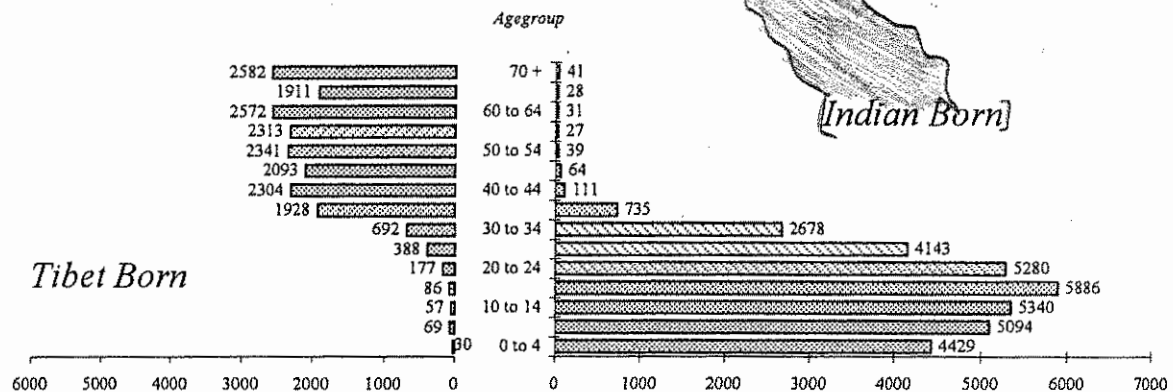 Agegroup
2582 70 + 41
1911 28
2572 60 to 64 31
[Indian Born]
2313 27
2341 50 to 54 39
2093 64
2304 40 to 44 111
1928 735
692 30 to 34 2678
388 4143
Tibet Born
177 20 to 24 5280
86 5886
57 10 to 14 5340
69 5094
30 0 to 4 4429
6000 5000 4000 3000 2000 1000 0 0 1000 2000 3000 4000 5000 6000 7000